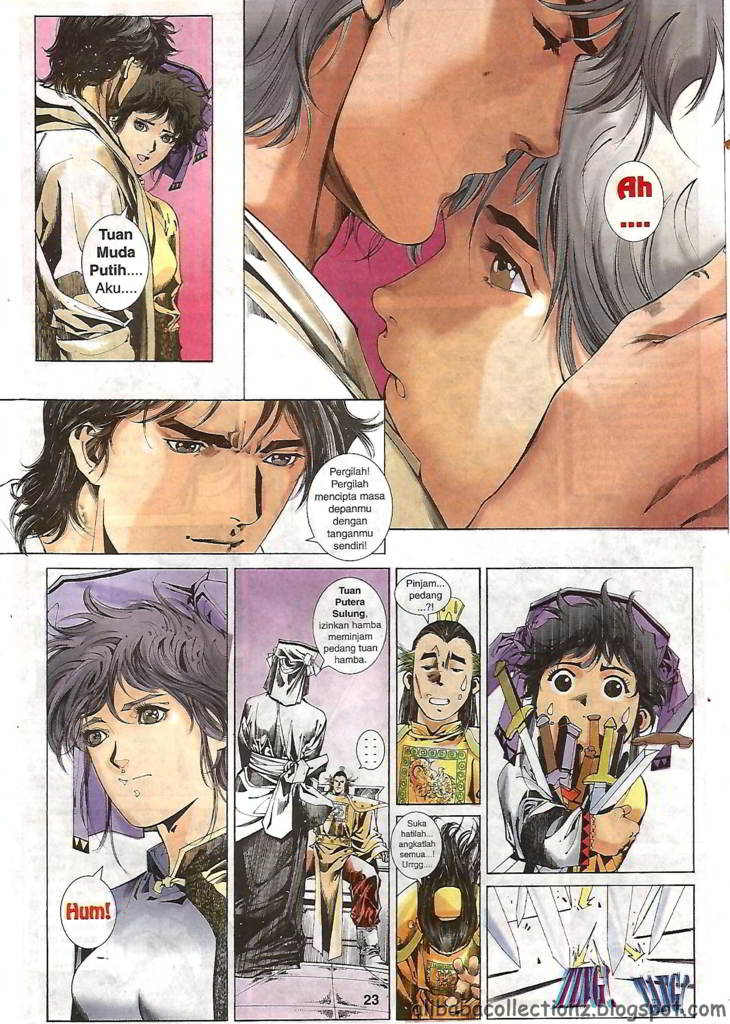 Tuan
Muda
Putih....
Aku....
Ah
....
Pergilah!
Pergilah
mencipta masa
depanmu
dengan
tanganmu
sendiri!
Hum!
Tuan
Putera
Sulung,
izinkan hamba
meminjam
pedang tuan
hamba.
Pinjam...
pedang
...?!
Suka
hatilah...
angkatlah
semua...!
Urrgg....
23
alibabacollection2.blogspot.com